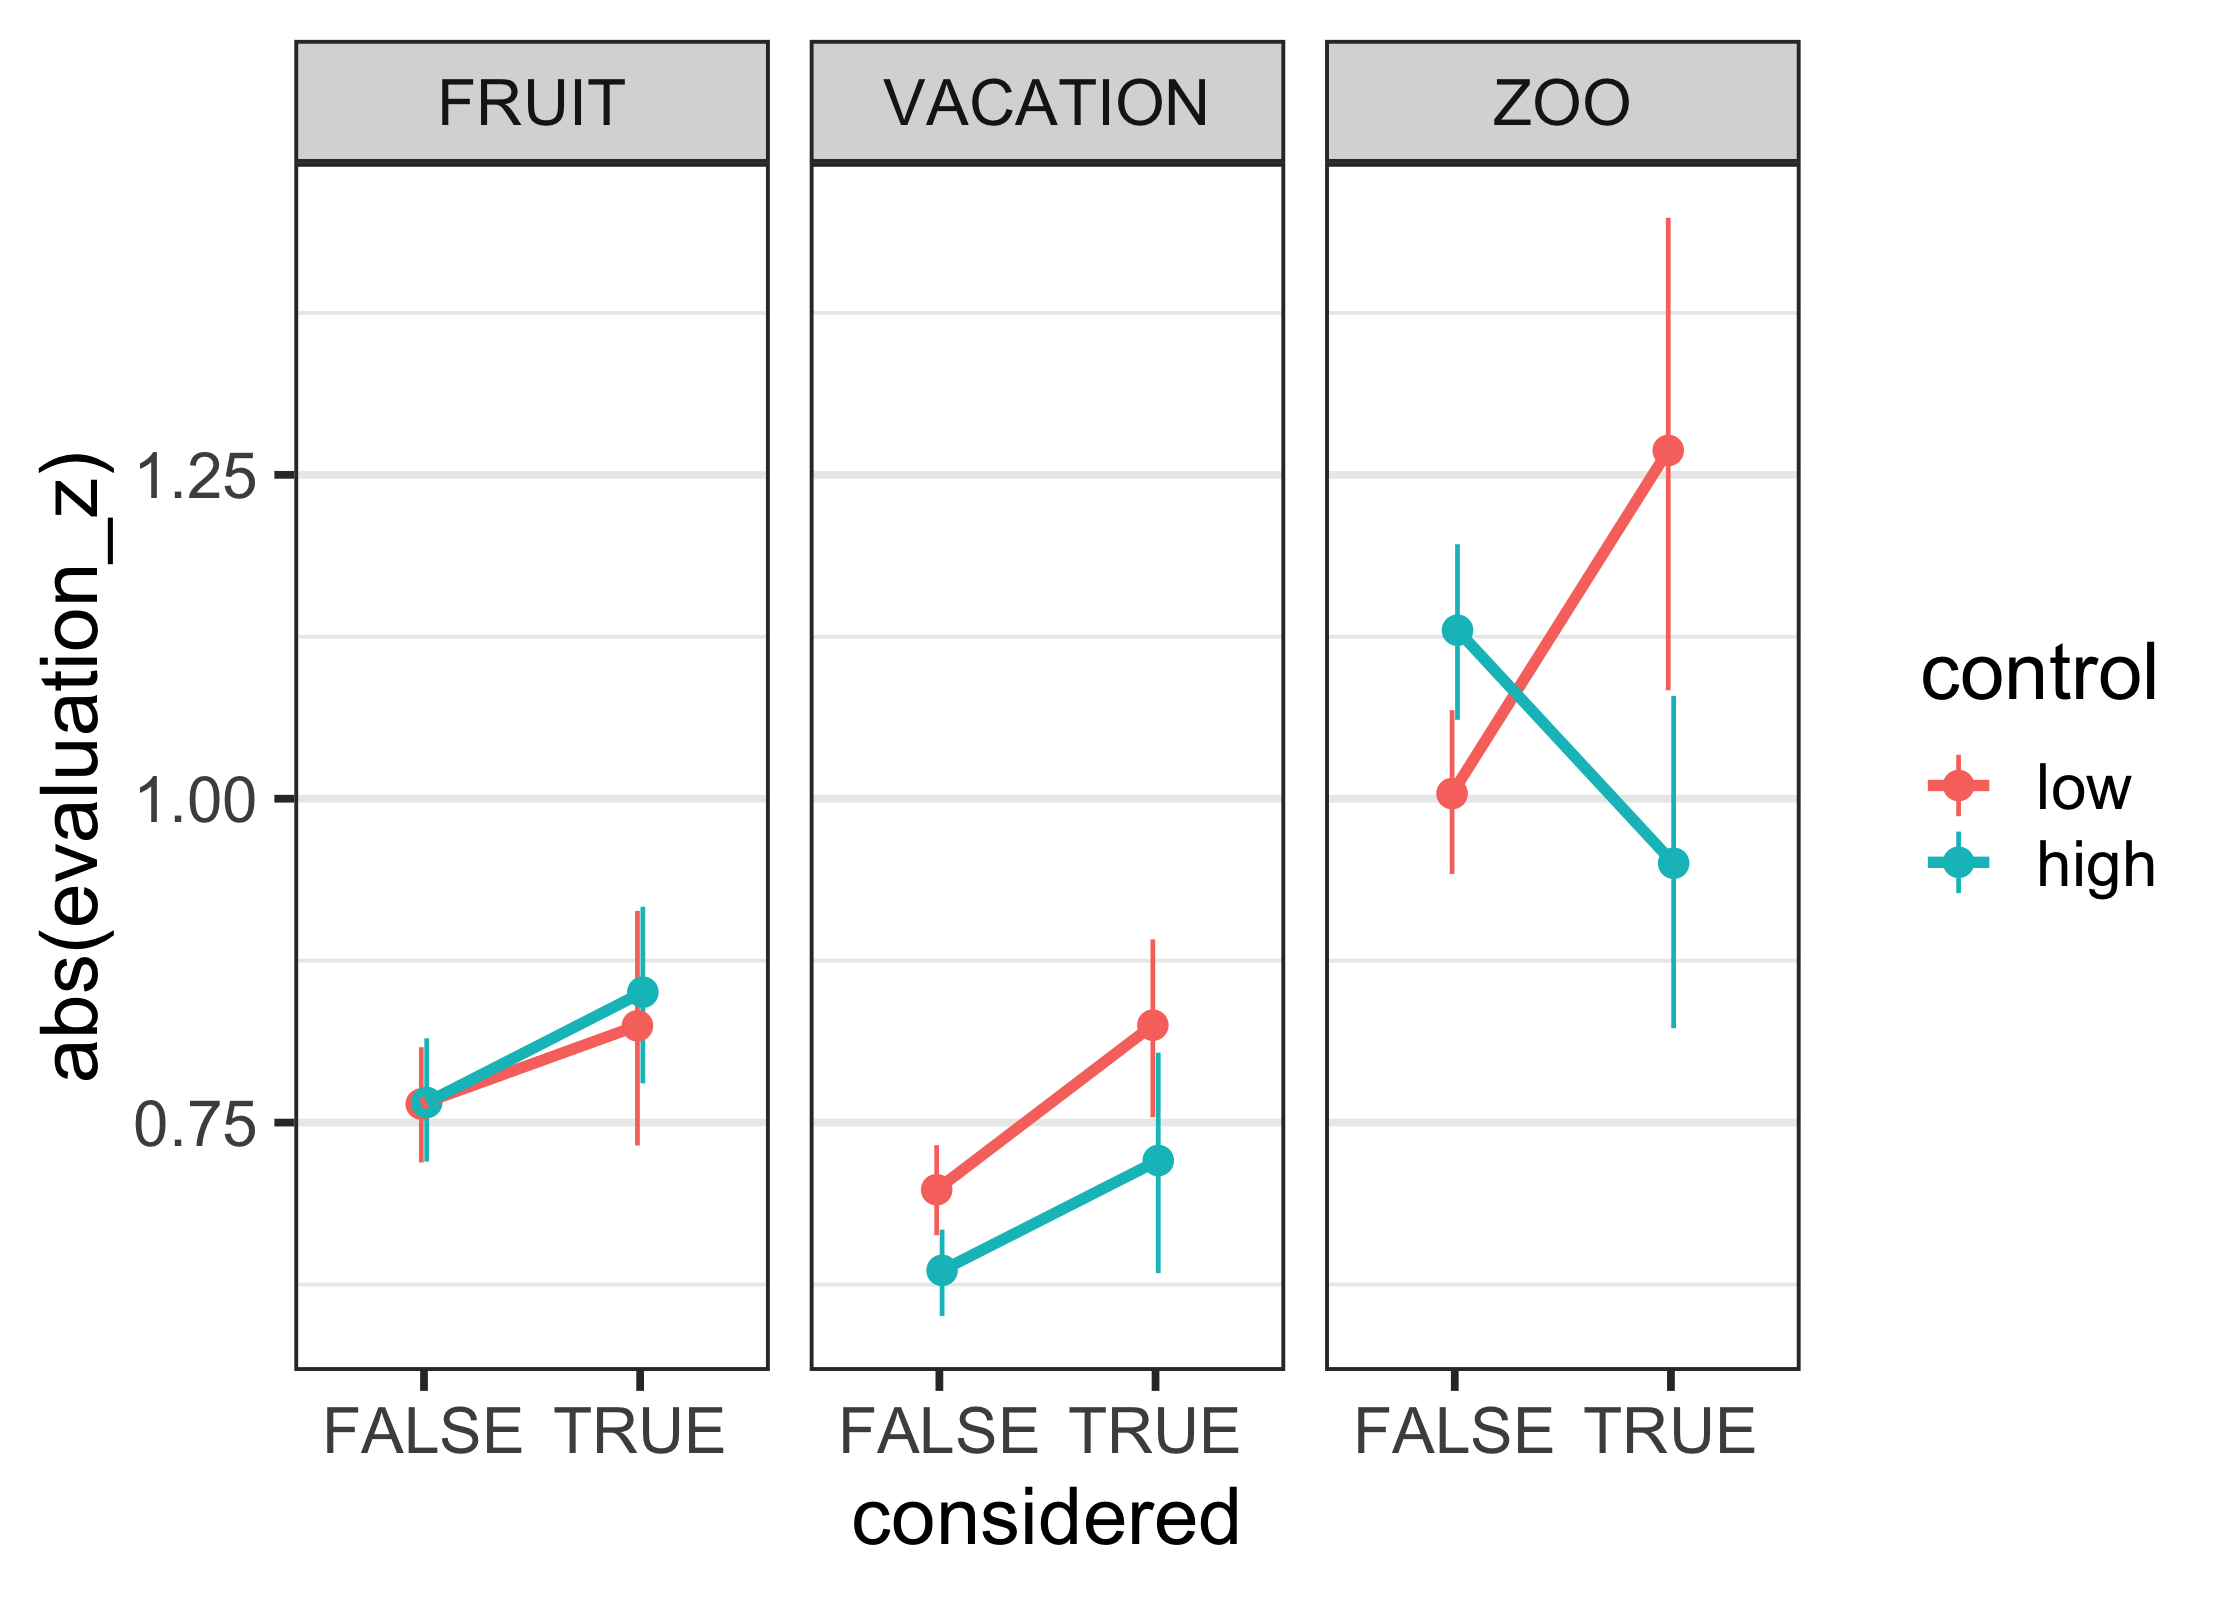 FRUIT VACATION ZOO
abs(evaluation_z)
1.25
1.00
0.75
control
low
high
FALSE TRUE FALSE TRUE FALSE TRUE
considered